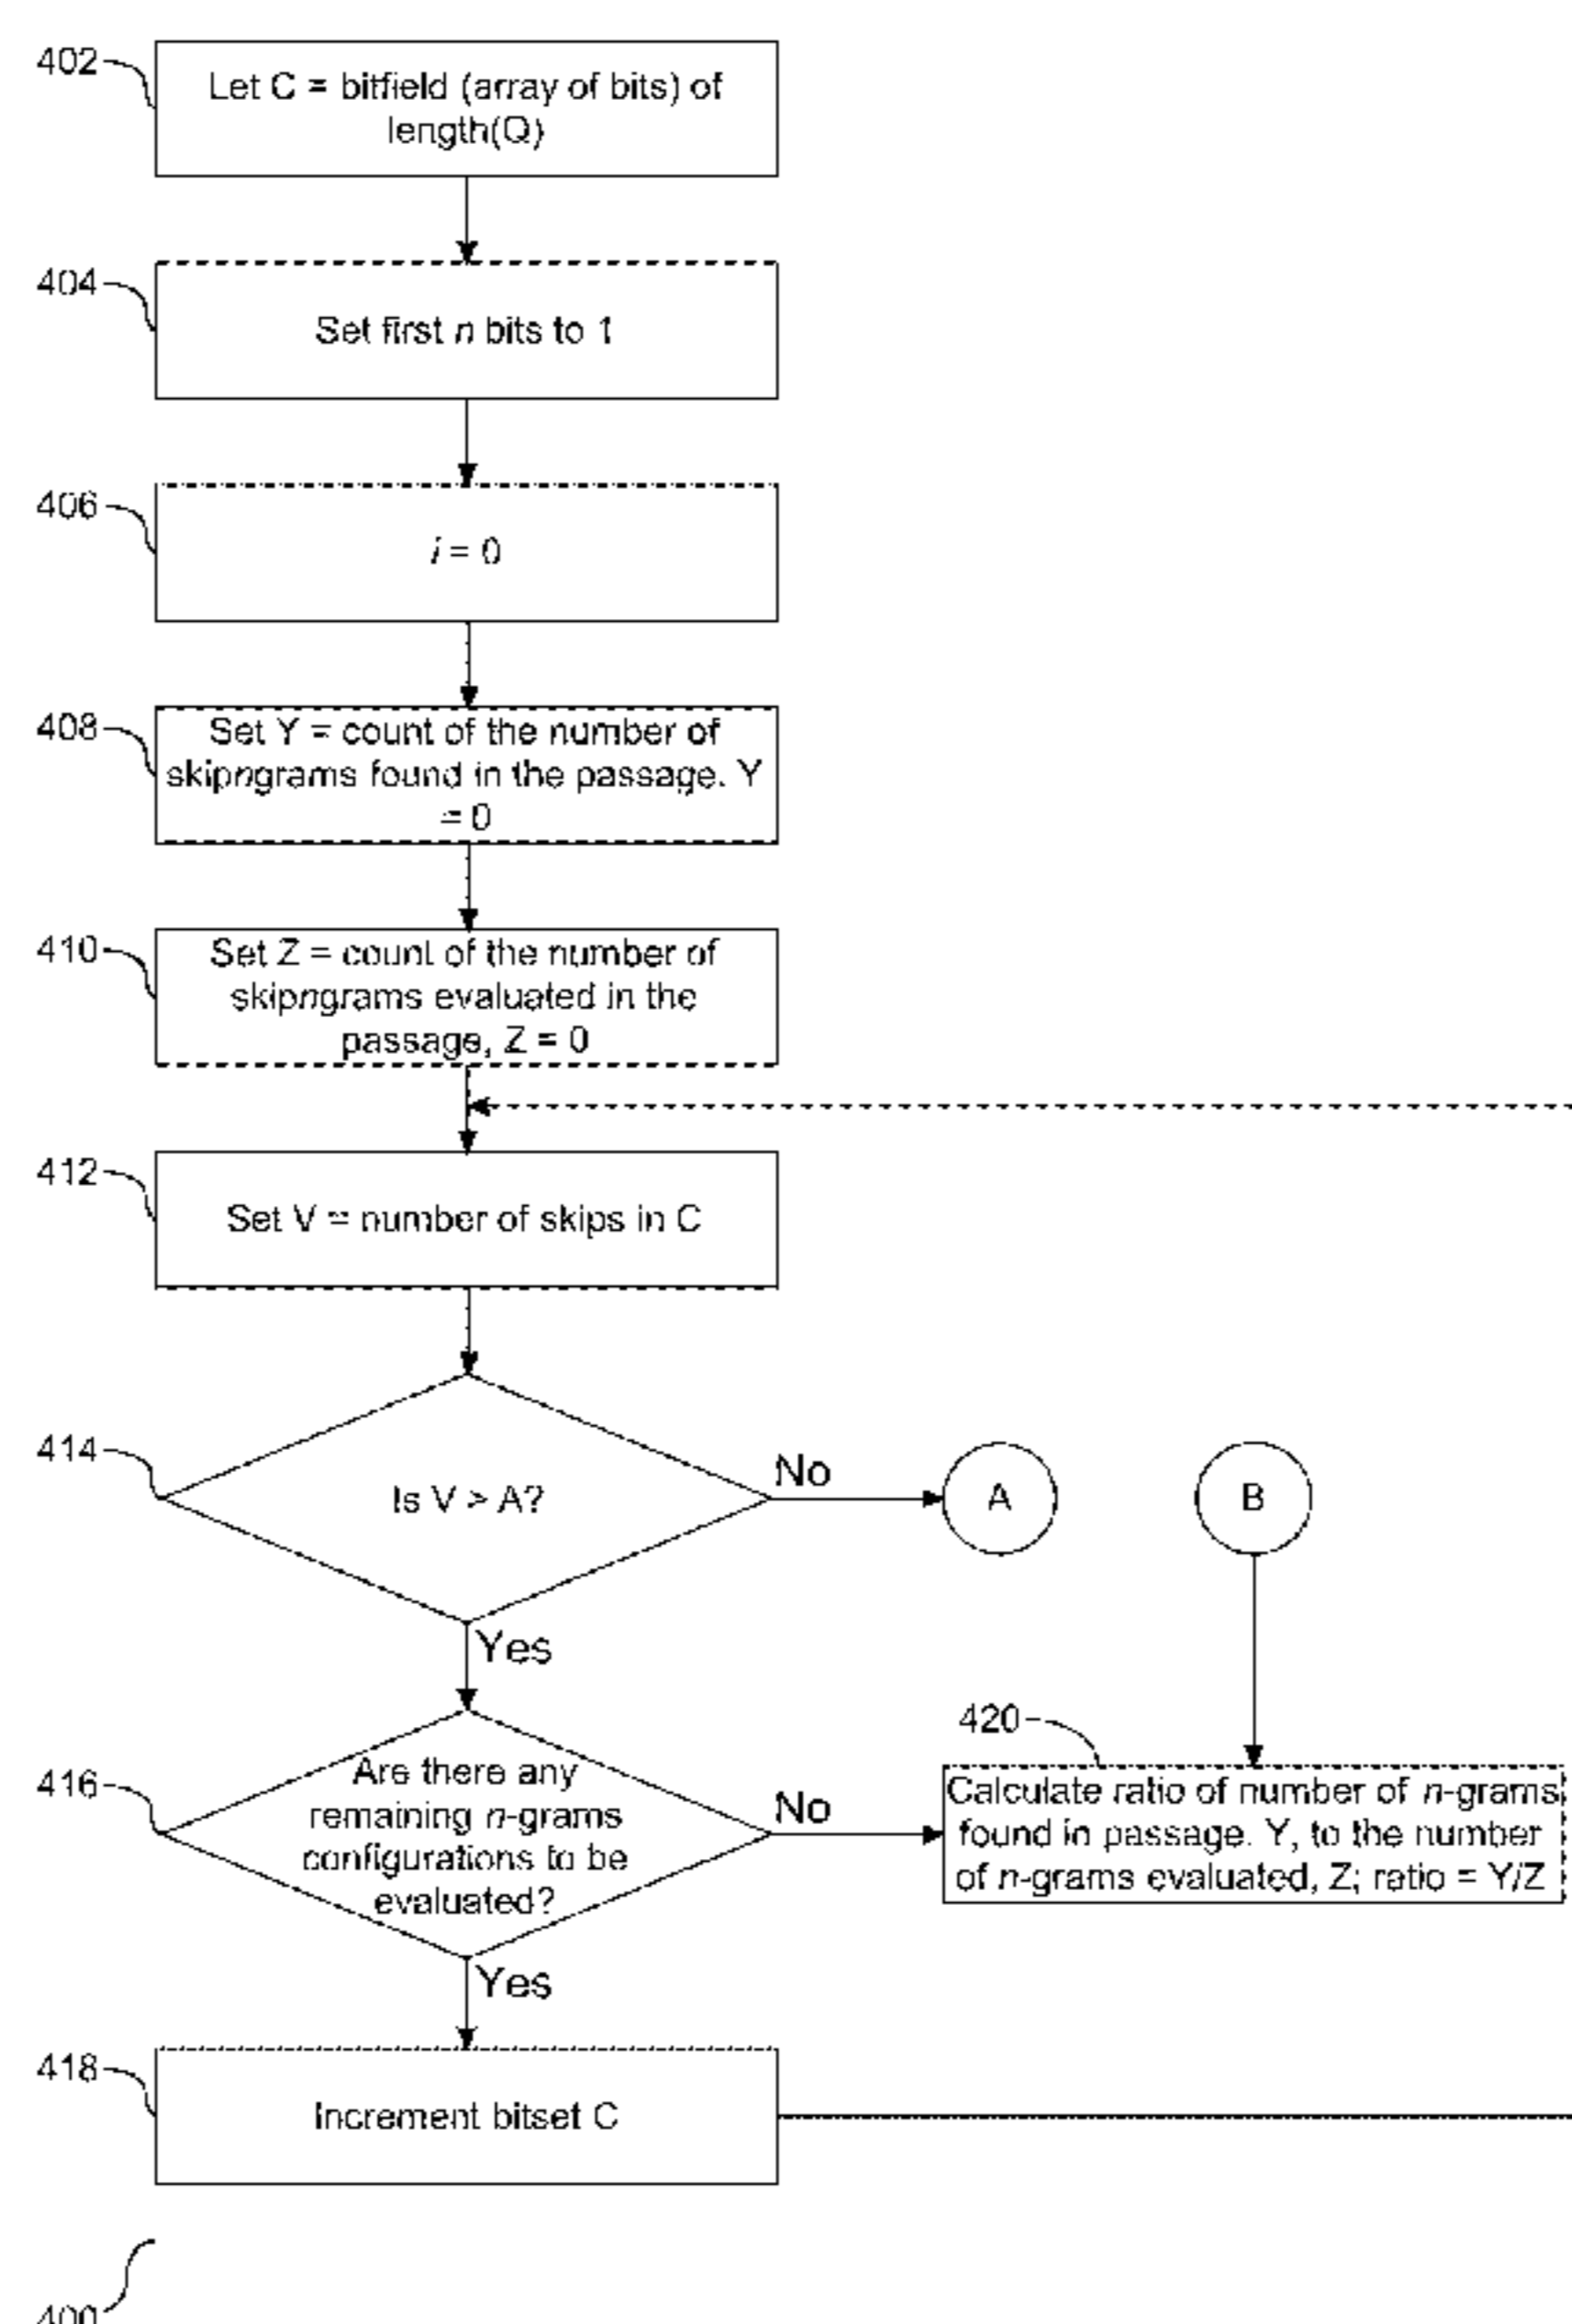 402
Let C = bitfield (array of bits) of
length(Q)
404
Set first n bits to 1
406
i = 0
408
Set Y = count of the number of
skipngrams found in the passage. Y
= 0
410
Set Z = count of the number of
skipngrams evaluated in the
passage, Z = 0
412
Set V = number of skips in C
414
Is V > A?
No
A
B
Yes
416
Are there any
remaining n-grams
configurations to be
evaluated?
No
420
Calculate ratio of number of n-grams
found in passage. Y, to the number
of n-grams evaluated, Z; ratio = Y/Z
Yes
418
Increment bitset C
400